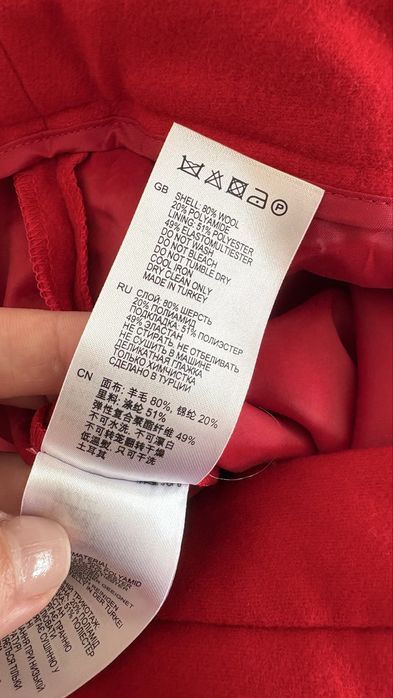 P
GB SHELL: 80% WOOL
20% POLYAMIDE
LINING: 51% POLYESTER
49% ELASTOMULTIESTER
DO NOT WASH
DO NOT BLEACH
DO NOT TUMBLE DRY
COOL IRON
DRY CLEAN ONLY
MADE IN TURKEY
RU СЛОЙ: 80% ШЕРСТЬ
20% ПОЛИАМИД
ПОДКЛАДКА: 51% ПОЛИЭСТЕР
49% ЭЛАСТАН
НЕ СТИРАТЬ, НЕ ОТБЕЛИВАТЬ
НЕ СУШИТЬ В МАШИНЕ
ДЕЛИКАТНАЯ ГЛАЖКА
ТОЛЬКО ХИМЧИСТКА
СДЕЛАНО В ТУРЦИИ
CN 面布: 羊毛 80%, 锦纶 20%
里料: 涤纶 51%
弹性复合聚酯纤维 49%
不可水洗, 不可漂白
不可转笼翻转干燥
低温熨, 只可干洗
土耳其
MATERIAL
POLYAMID